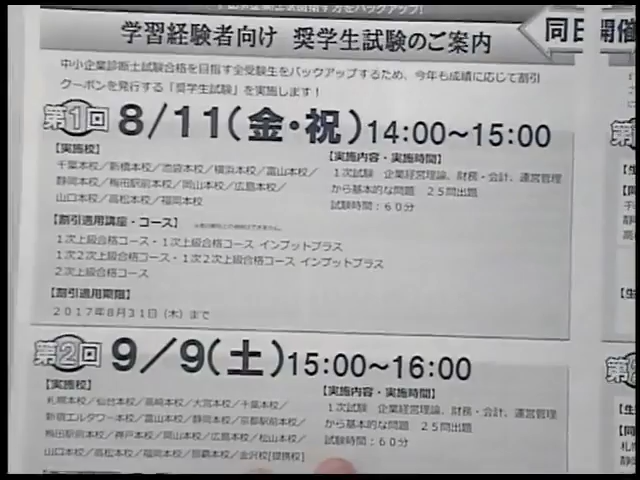 学習経験者向け 奨学生試験のご案内
同日開催
中小企業診断士試験合格を目指す全受験生をバックアップするため、今年も成績に応じて割引
クーポンを発行する「奨学生試験」を実施します!
第1回 8/11(金・祝)14:00~15:00
【実施校】
千葉本校/新橋本校/池袋本校/横浜本校/富山本校/
静岡本校/梅田駅前本校/岡山本校/広島本校/
山口本校/高松本校/福岡本校
【実施内容・実施時間】
1次試験 企業経営理論、財務・会計、運営管理
から基本的な問題 25問出題
試験時間:60分
【割引適用講座・コース】
1次上級合格コース・1次上級合格コース インプットプラス
1次2次上級合格コース・1次2次上級合格コース インプットプラス
2次上級合格コース
【割引適用期限】
2017年8月31日(木)まで
第2回 9/9(土)15:00~16:00
【実施校】
札幌本校/仙台本校/高崎本校/大宮本校/千葉本校/
新宿エルタワー本校/富山本校/静岡本校/京都駅前本校/
梅田駅前本校/神戸本校/岡山本校/広島本校/松山本校/
山口本校/高松本校/福岡本校/那覇本校/金沢校[提携校]
【実施内容・実施時間】
1次試験 企業経営理論、財務・会計、運営管理
から基本的な問題 25問出題
試験時間:60分